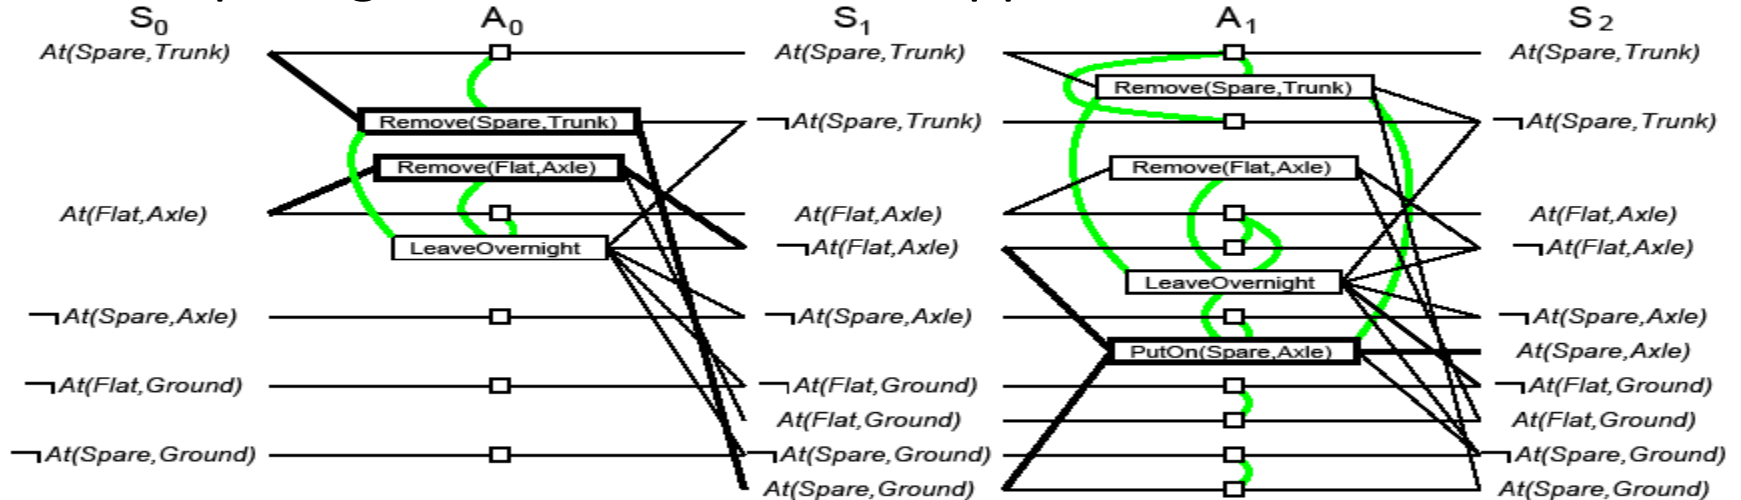 S0 A0 S1 A1 S2
At(Spare,Trunk) At(Spare,Trunk) At(Spare,Trunk)
Remove(Spare,Trunk)
Remove(Spare,Trunk) ¬At(Spare,Trunk) ¬At(Spare,Trunk)
Remove(Flat,Axle) Remove(Flat,Axle)
At(Flat,Axle) At(Flat,Axle) At(Flat,Axle)
LeaveOvernight ¬At(Flat,Axle) ¬At(Flat,Axle)
LeaveOvernight
¬At(Spare,Axle) ¬At(Spare,Axle) ¬At(Spare,Axle)
PutOn(Spare,Axle) At(Spare,Axle)
¬At(Flat,Ground) ¬At(Flat,Ground) ¬At(Flat,Ground)
At(Flat,Ground) At(Flat,Ground)
¬At(Spare,Ground) ¬At(Spare,Ground) ¬At(Spare,Ground)
At(Spare,Ground) At(Spare,Ground)